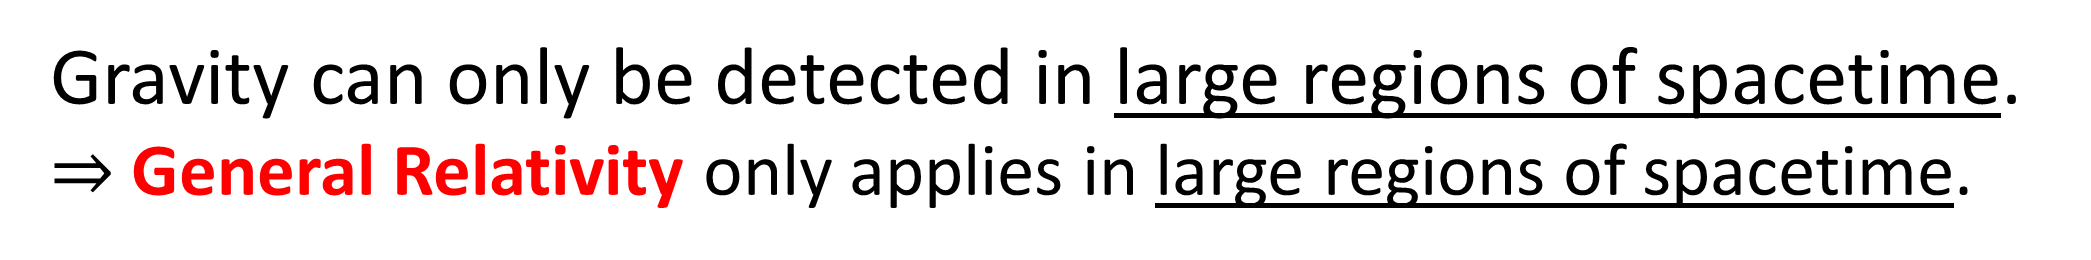 Gravity can only be detected in large regions of spacetime.
⇒ General Relativity only applies in large regions of spacetime.